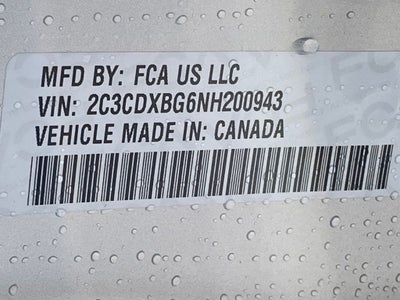 MFD BY: FCA US LLC
VIN: 2C3CDXBG6NH200943
VEHICLE MADE IN: CANADA